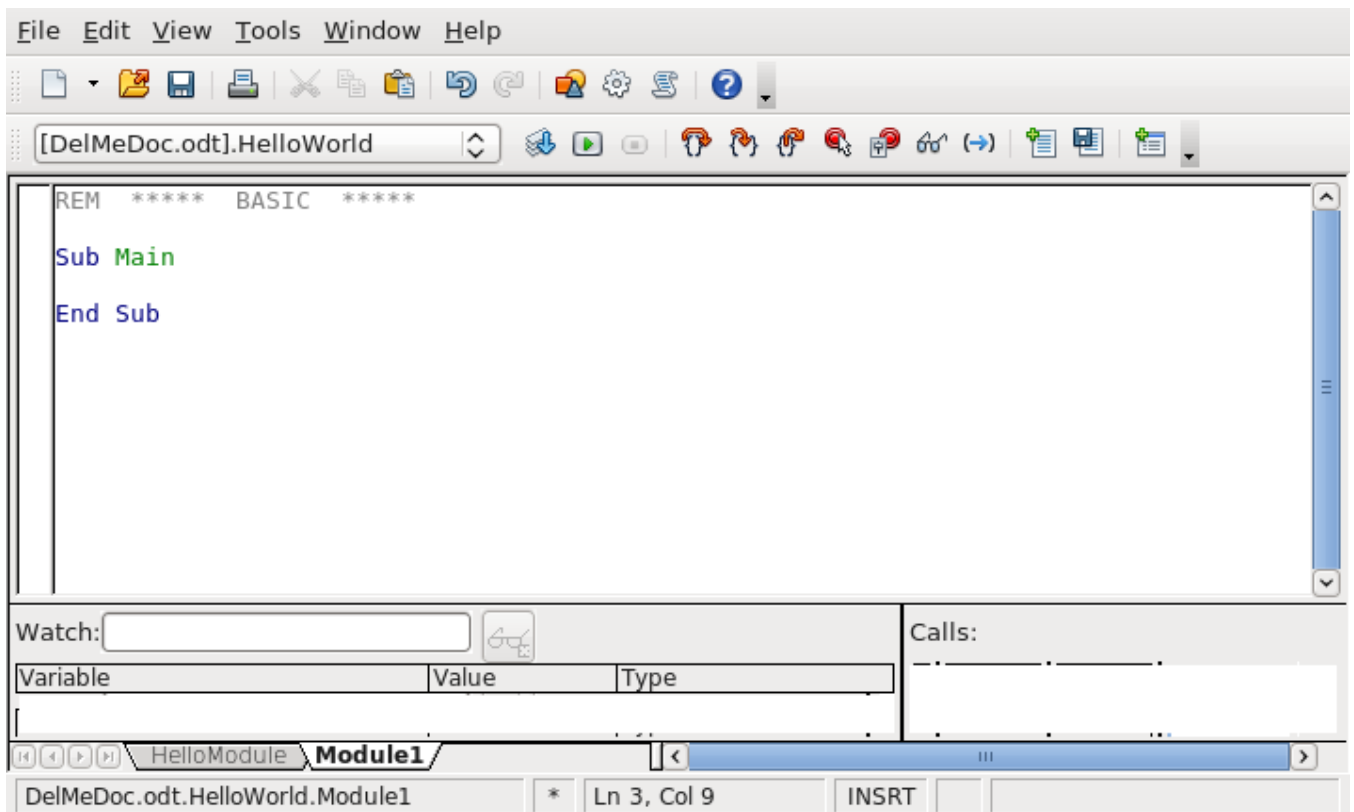 File Edit View Tools Window Help
[DelMeDoc.odt].HelloWorld
REM ***** BASIC *****
Sub Main
End Sub
Watch:
Calls:
Variable Value Type
HelloModule Module1
DelMeDoc.odt.HelloWorld.Module1 * Ln 3, Col 9 INSRT